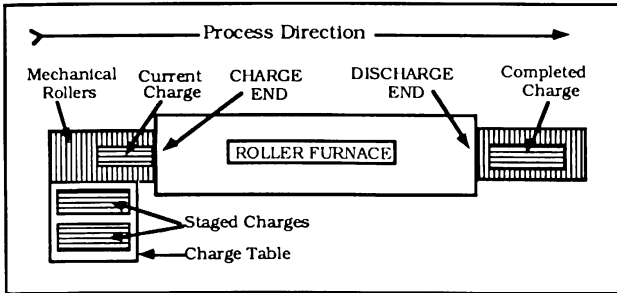 Process Direction
Mechanical Rollers
Current Charge
CHARGE END
DISCHARGE END
Completed Charge
ROLLER FURNACE
Staged Charges
Charge Table